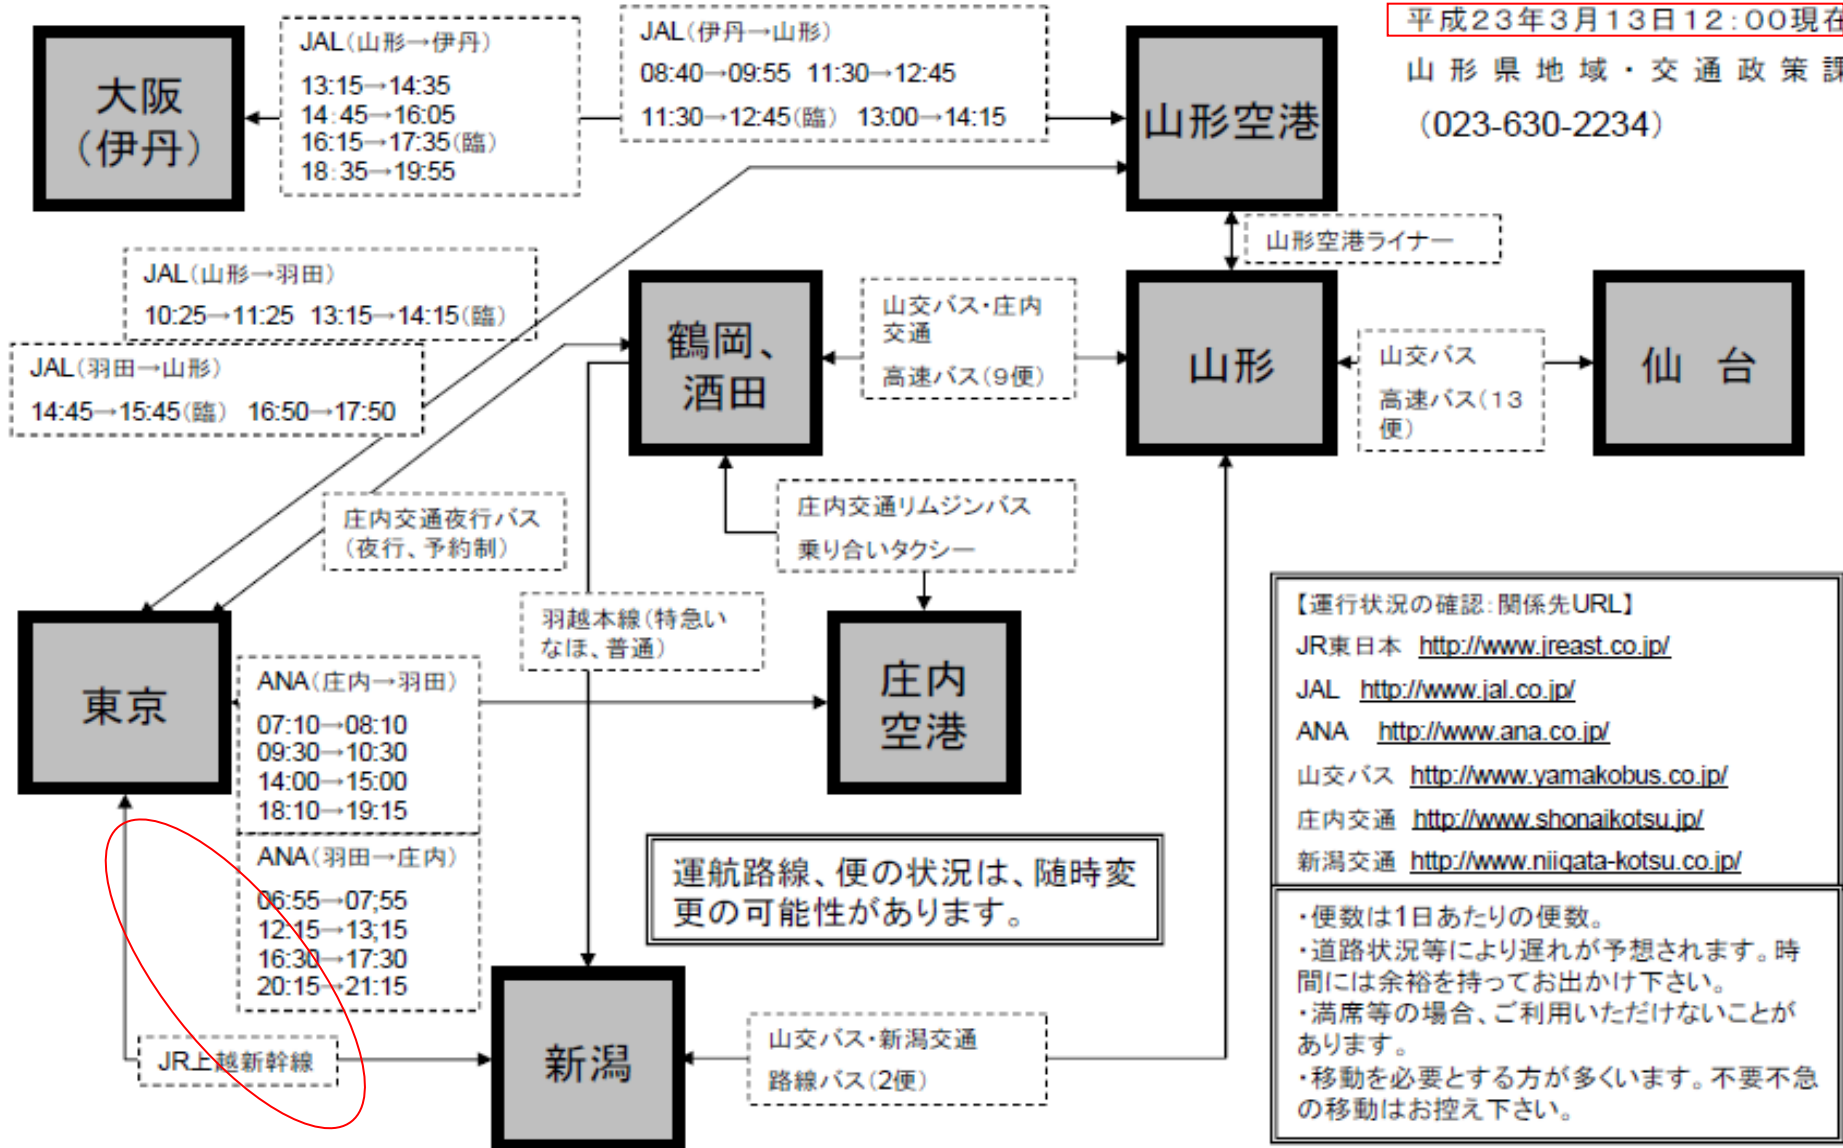 平成23年3月13日12:00現在
山形県地域・交通政策課
（023-630-2234）
大阪
（伊丹）
JAL（山形→伊丹）
13:15→14:35
14:45→16:05
16:15→17:35(臨)
18:35→19:55
JAL（伊丹→山形）
08:40→09:55 11:30→12:45
11:30→12:45(臨) 13:00→14:15
山形空港
山形空港ライナー
JAL（山形→羽田）
10:25→11:25 13:15→14:15(臨)
JAL（羽田→山形）
14:45→15:45(臨) 16:50→17:50
鶴岡、
酒田
山交バス・庄内
交通
高速バス（9便）
山形
山交バス
高速バス（13
便）
仙 台
庄内交通夜行バス
（夜行、予約制）
庄内交通リムジンバス
乗り合いタクシー
羽越本線（特急い
なほ、普通）
東京
ANA（庄内→羽田）
07:10→08:10
09:30→10:30
14:00→15:00
18:10→19:15
ANA（羽田→庄内）
06:55→07;55
12:15→13;15
16:30→17:30
20:15→21:15
庄内
空港
JR上越新幹線
新潟
山交バス・新潟交通
路線バス（2便）
運航路線、便の状況は、随時変
更の可能性があります。
【運行状況の確認：関係先URL】
JR東日本 http://www.jreast.co.jp/
JAL http://www.jal.co.jp/
ANA http://www.ana.co.jp/
山交バス http://www.yamakobus.co.jp/
庄内交通 http://www.shonaikotsu.jp/
新潟交通 http://www.niigata-kotsu.co.jp/
・便数は1日あたりの便数。
・道路状況等により遅れが予想されます。時
間には余裕を持ってお出かけ下さい。
・満席等の場合、ご利用いただけないことが
あります。
・移動を必要とする方が多くいます。不要不急
の移動はお控え下さい。